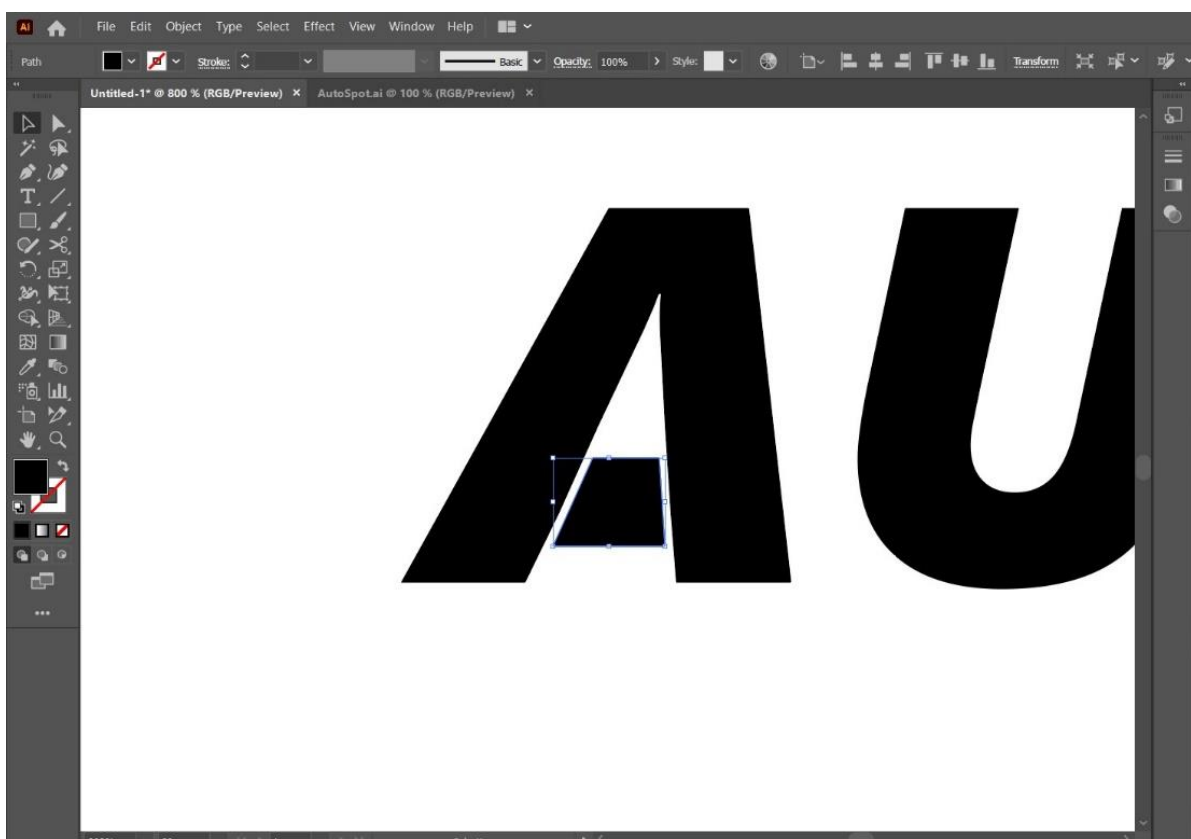 Ai File Edit Object Type Select Effect View Window Help
Path Stroke: Basic Opacity: 100% Style: Transform
Untitled-1* @ 800 % (RGB/Preview) × AutoSpot.ai @ 100 % (RGB/Preview) ×
AU